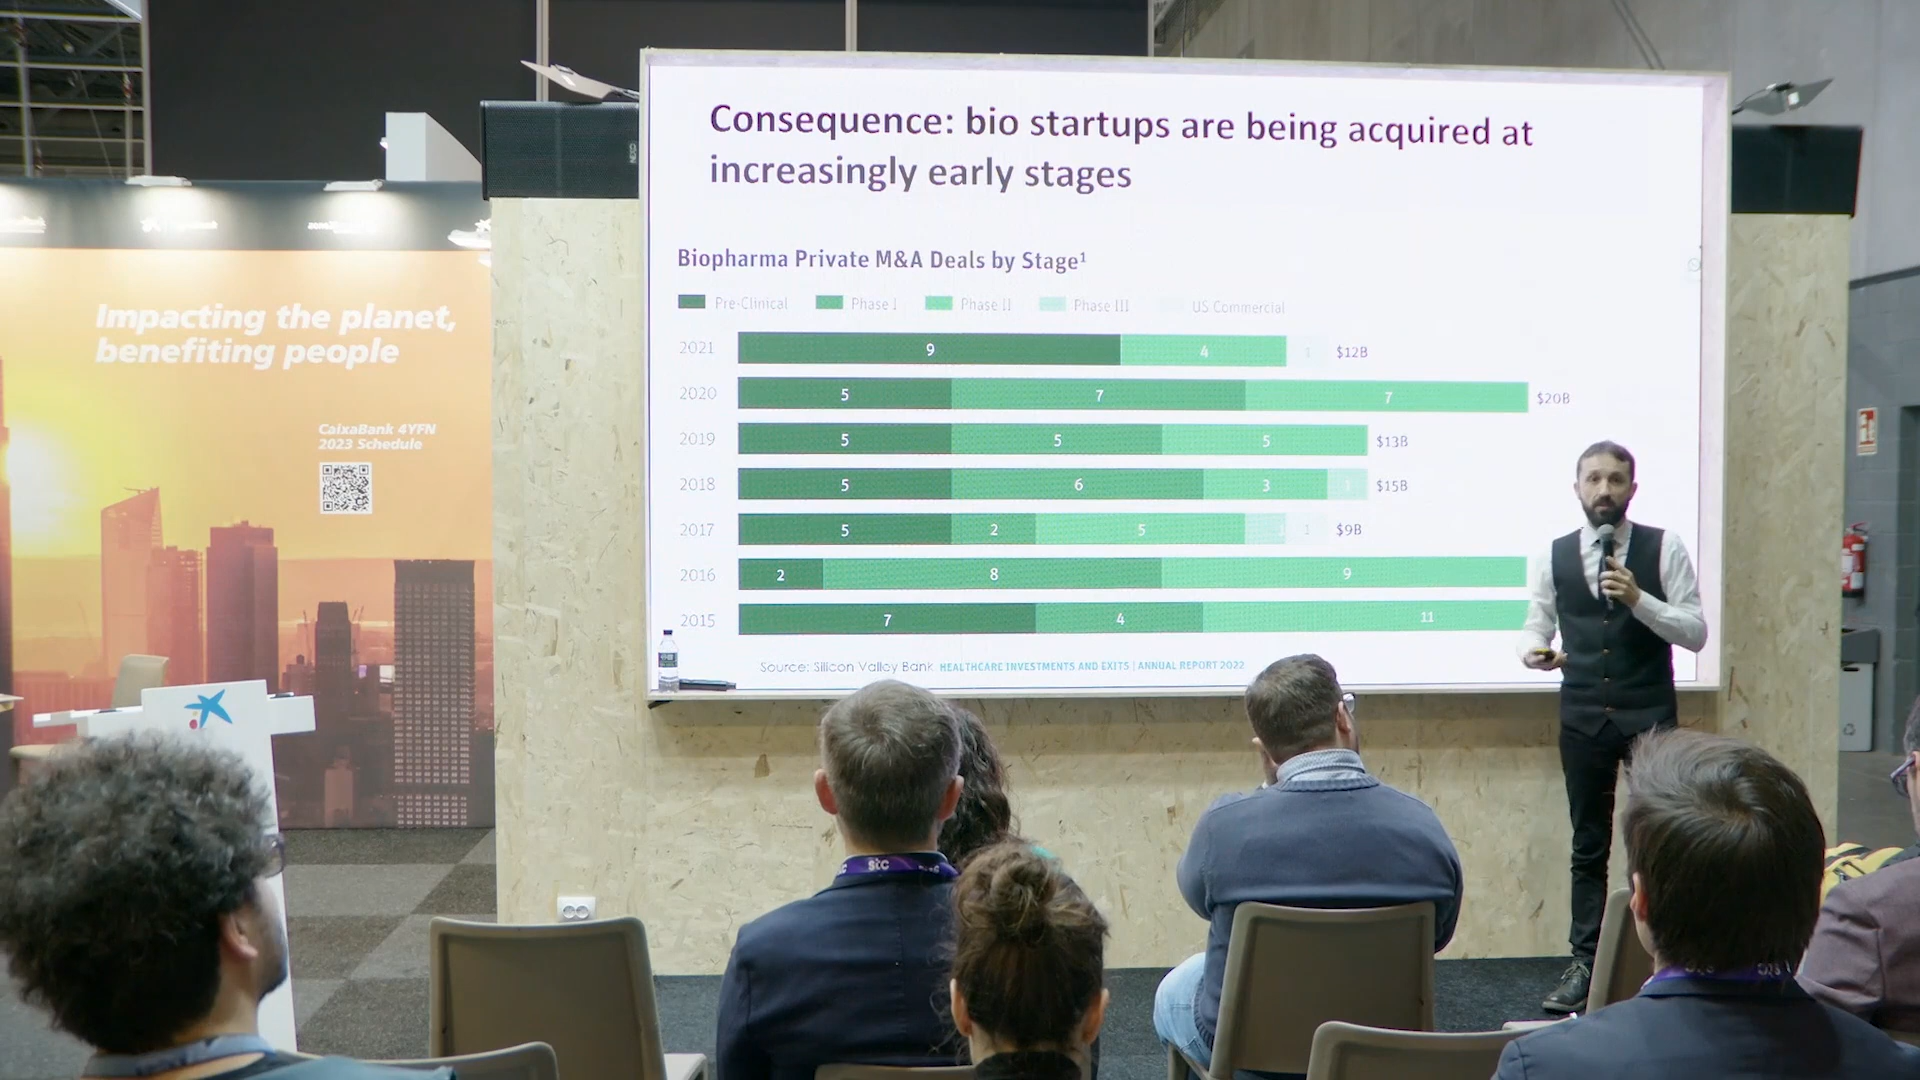 Consequence: bio startups are being acquired at
increasingly early stages
Biopharma Private M&A Deals by Stage¹
Pre-Clinical Phase I Phase II Phase III US Commercial
2021 9 4 1 $12B
2020 5 7 7 $20B
2019 5 5 5 $13B
2018 5 6 3 1 $15B
2017 5 2 5 1 1 $9B
2016 2 8 9
2015 7 4 11
Source: Silicon Valley Bank. HEALTHCARE INVESTMENTS AND EXITS | ANNUAL REPORT 2022
Impacting the planet,
benefiting people
CaixaBank 4YFN
2023 Schedule
stc